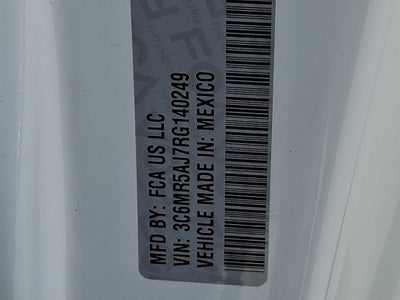 MFD BY: FCA US LLC
VIN: 3C6MR5AJ7RG140249
VEHICLE MADE IN: MEXICO